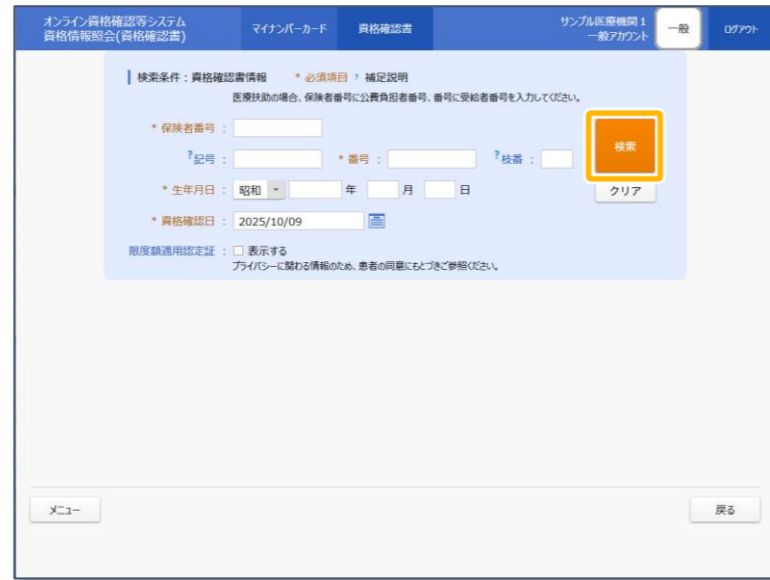 オンライン資格確認等システム
資格情報照会(資格確認書)
マイナンバーカード
資格確認書
サンプル医療機関1
一般アカウント
一般
ログアウト
検索条件：資格確認書情報 * 必須項目 ? 補足説明
医療扶助の場合、保険者番号に公費負担者番号、番号に受給者番号を入力してください。
* 保険者番号 :
?記号 : * 番号 : ?枝番 :
検索
* 生年月日 : 昭和 年 月 日
クリア
* 資格確認日 : 2025/10/09
限度額適用認定証 : 表示する
プライバシーに関わる情報のため、患者の同意にもとづきご参照ください。
メニュー
戻る